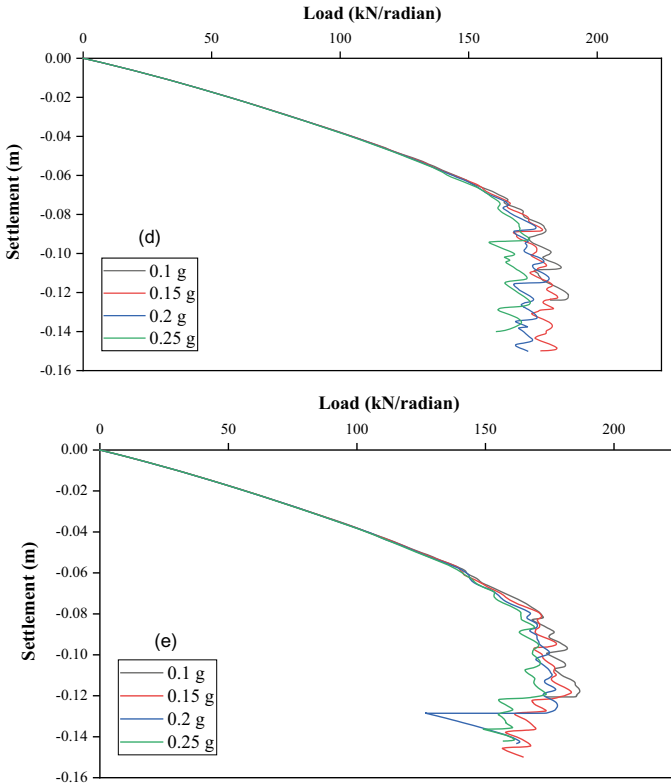 Load (kN/radian)
0 50 100 150 200
0.00
-0.02
-0.04
-0.06
-0.08
-0.10
-0.12
-0.14
-0.16
Settlement (m)
(d)
0.1 g
0.15 g
0.2 g
0.25 g
Load (kN/radian)
0 50 100 150 200
0.00
-0.02
-0.04
-0.06
-0.08
-0.10
-0.12
-0.14
-0.16
Settlement (m)
(e)
0.1 g
0.15 g
0.2 g
0.25 g